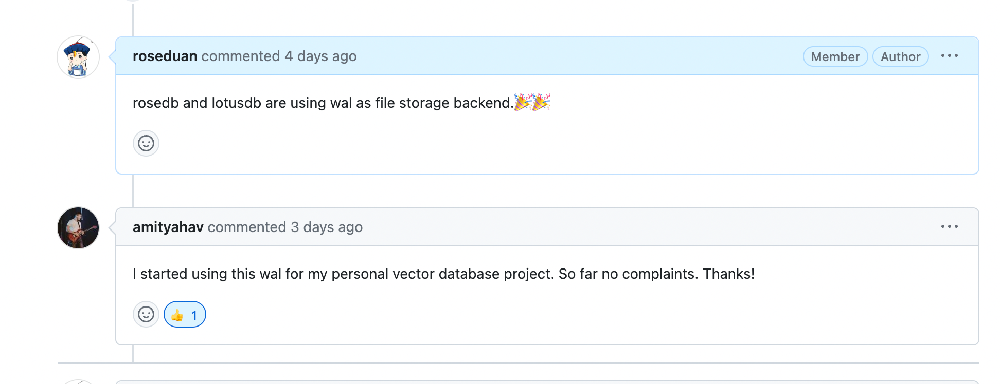 roseduan commented 4 days ago Member Author
rosedb and lotusdb are using wal as file storage backend.🎉🎉
amityahav commented 3 days ago
I started using this wal for my personal vector database project. So far no complaints. Thanks!
👍 1